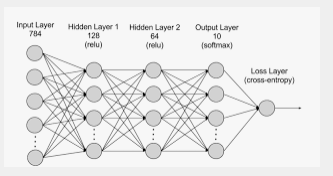 Input Layer
784
Hidden Layer 1
128
(relu)
Hidden Layer 2
64
(relu)
Output Layer
10
(softmax)
Loss Layer
(cross-entropy)